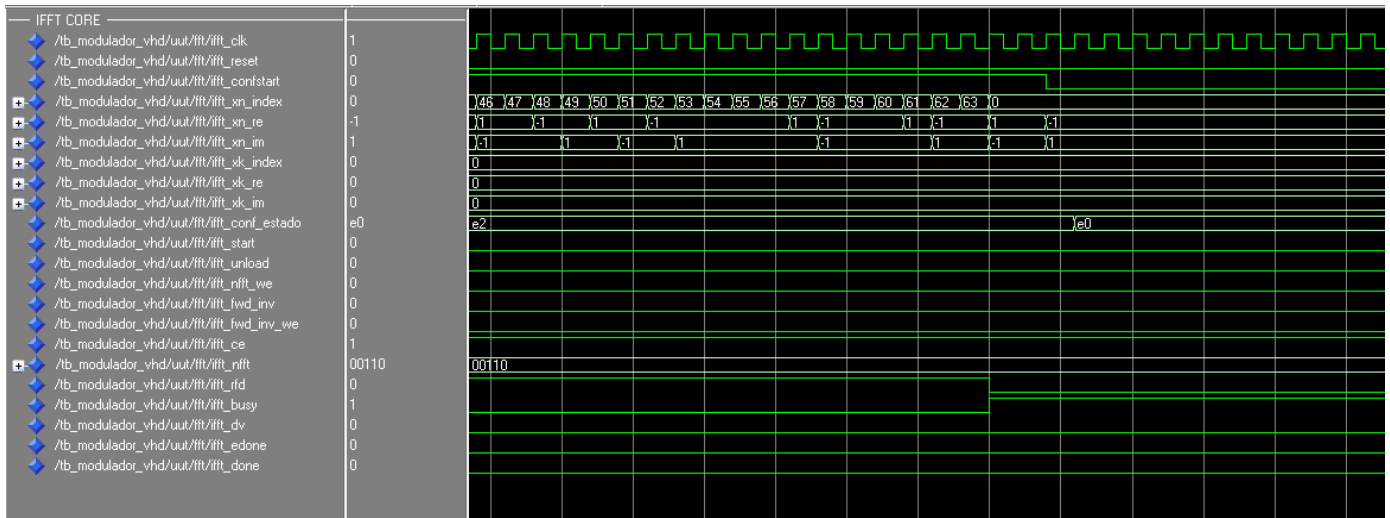 IFFT CORE
/tb_modulador_vhd/uut/fft/ifft_clk 1
/tb_modulador_vhd/uut/fft/ifft_reset 0
/tb_modulador_vhd/uut/fft/ifft_confstart 0
/tb_modulador_vhd/uut/fft/ifft_xn_index 0 46 47 48 49 50 51 52 53 54 55 56 57 58 59 60 61 62 63 0
/tb_modulador_vhd/uut/fft/ifft_xn_re -1 1 -1 1 -1 1 -1 1 -1 1 -1
/tb_modulador_vhd/uut/fft/ifft_xn_im 1 -1 1 -1 1 -1 1 -1 1
/tb_modulador_vhd/uut/fft/ifft_xk_index 0 0
/tb_modulador_vhd/uut/fft/ifft_xk_re 0 0
/tb_modulador_vhd/uut/fft/ifft_xk_im 0 0
/tb_modulador_vhd/uut/fft/ifft_conf_estado e0 e2 e0
/tb_modulador_vhd/uut/fft/ifft_start 0
/tb_modulador_vhd/uut/fft/ifft_unload 0
/tb_modulador_vhd/uut/fft/ifft_nfft_we 0
/tb_modulador_vhd/uut/fft/ifft_fwd_inv 0
/tb_modulador_vhd/uut/fft/ifft_fwd_inv_we 0
/tb_modulador_vhd/uut/fft/ifft_ce 1
/tb_modulador_vhd/uut/fft/ifft_nfft 00110 00110
/tb_modulador_vhd/uut/fft/ifft_rfd 0
/tb_modulador_vhd/uut/fft/ifft_busy 1
/tb_modulador_vhd/uut/fft/ifft_dv 0
/tb_modulador_vhd/uut/fft/ifft_edone 0
/tb_modulador_vhd/uut/fft/ifft_done 0